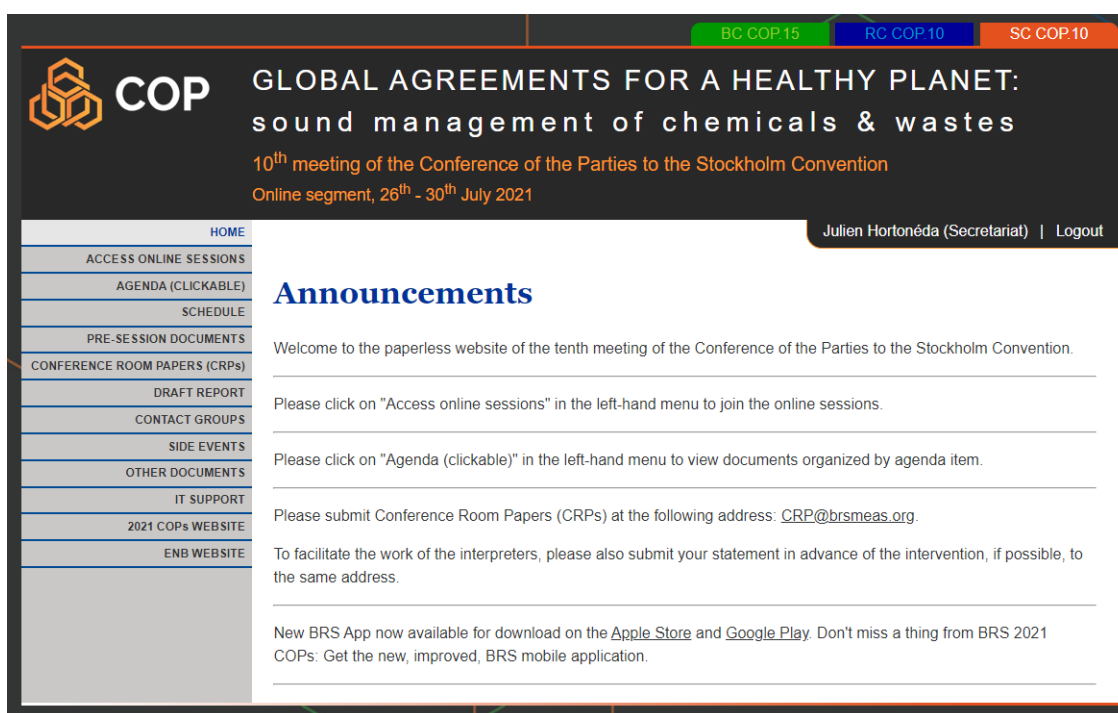 BC COP.15
RC COP.10
SC COP.10
COP
GLOBAL AGREEMENTS FOR A HEALTHY PLANET:
sound management of chemicals & wastes
10th meeting of the Conference of the Parties to the Stockholm Convention
Online segment, 26th - 30th July 2021
Julien Hortonéda (Secretariat) | Logout
HOME
ACCESS ONLINE SESSIONS
AGENDA (CLICKABLE)
SCHEDULE
PRE-SESSION DOCUMENTS
CONFERENCE ROOM PAPERS (CRPs)
DRAFT REPORT
CONTACT GROUPS
SIDE EVENTS
OTHER DOCUMENTS
IT SUPPORT
2021 COPs WEBSITE
ENB WEBSITE
Announcements
Welcome to the paperless website of the tenth meeting of the Conference of the Parties to the Stockholm Convention.
Please click on "Access online sessions" in the left-hand menu to join the online sessions.
Please click on "Agenda (clickable)" in the left-hand menu to view documents organized by agenda item.
Please submit Conference Room Papers (CRPs) at the following address: CRP@brsmeas.org.
To facilitate the work of the interpreters, please also submit your statement in advance of the intervention, if possible, to
the same address.
New BRS App now available for download on the Apple Store and Google Play. Don't miss a thing from BRS 2021
COPs: Get the new, improved, BRS mobile application.